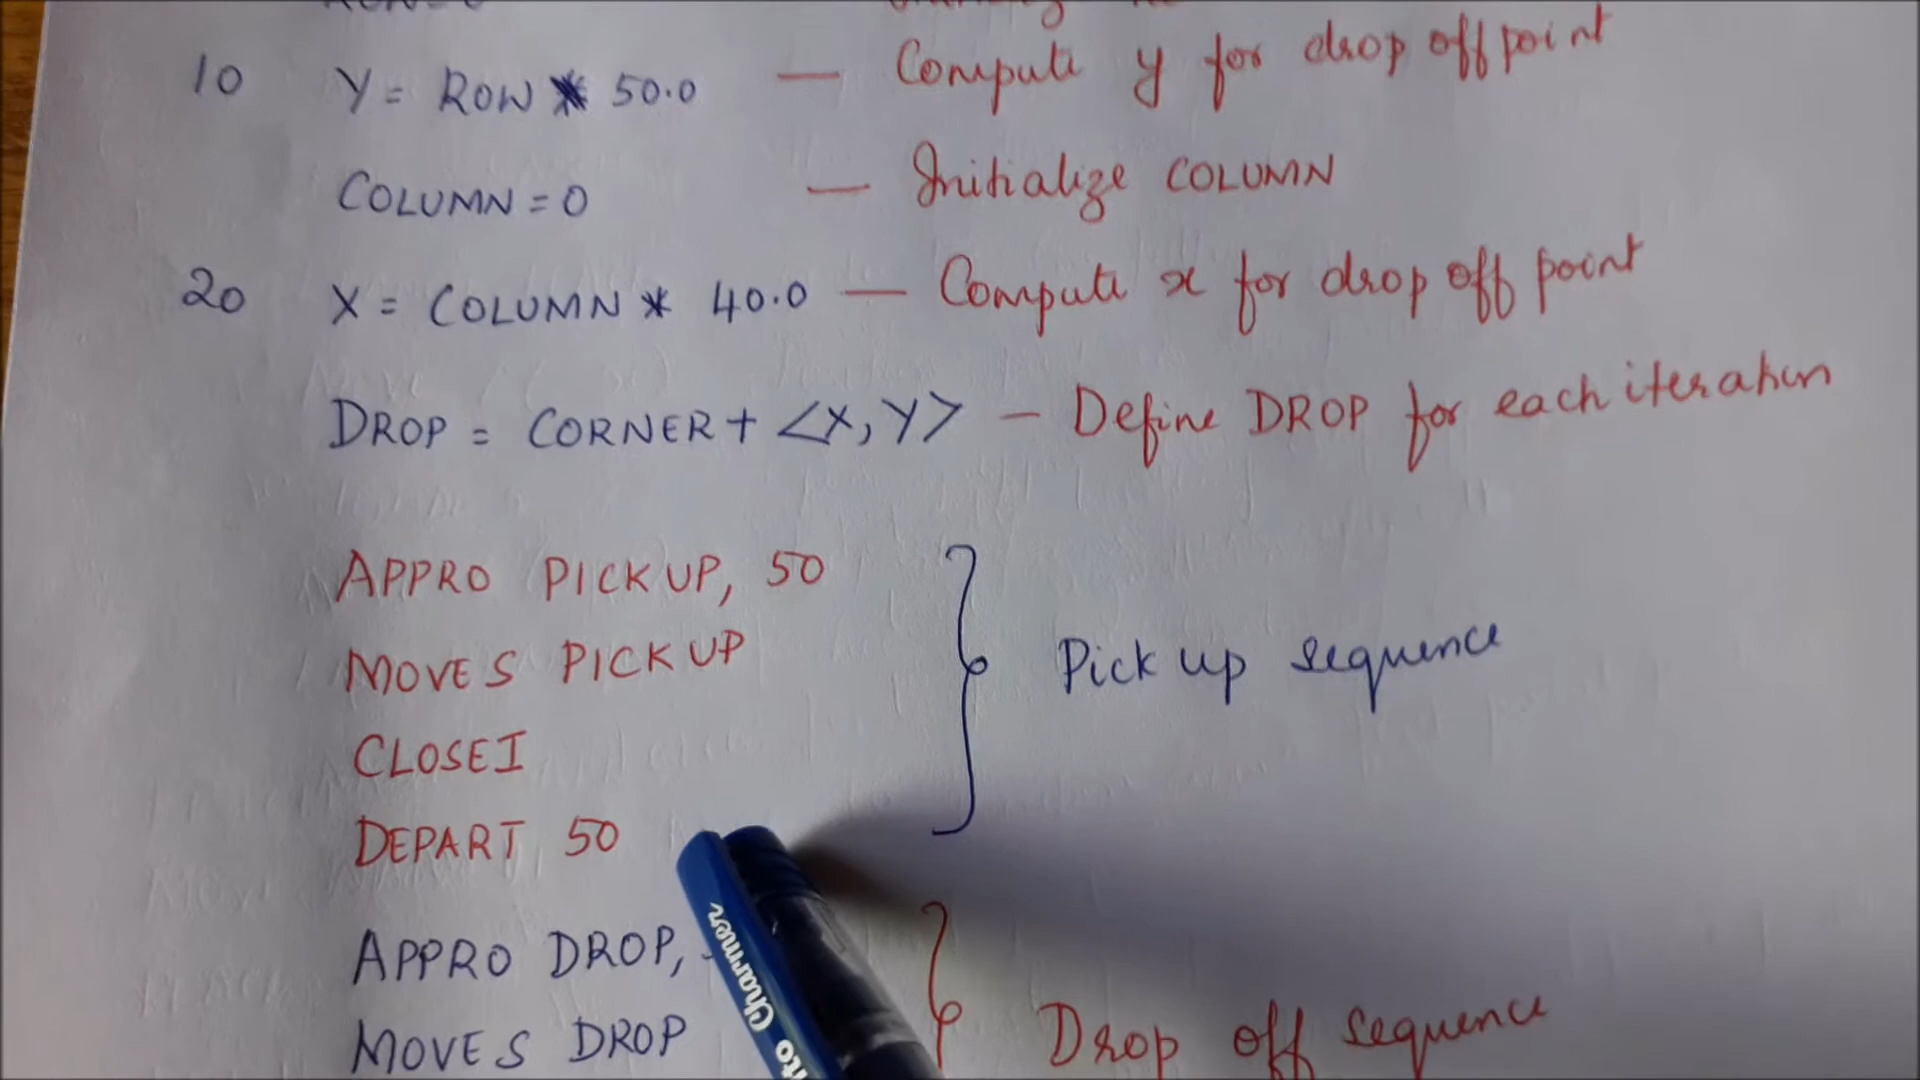 10 Y = ROW * 50.0 — Compute y for drop off point
COLUMN = 0 — Initialize COLUMN
20 X = COLUMN * 40.0 — Compute x for drop off point
DROP = CORNER + <X, Y> — Define DROP for each iteration
APPRO PICKUP, 50
MOVES PICKUP
CLOSEI
DEPART 50
Pick up sequence
APPRO DROP,
MOVES DROP
Drop off sequence
Charmer